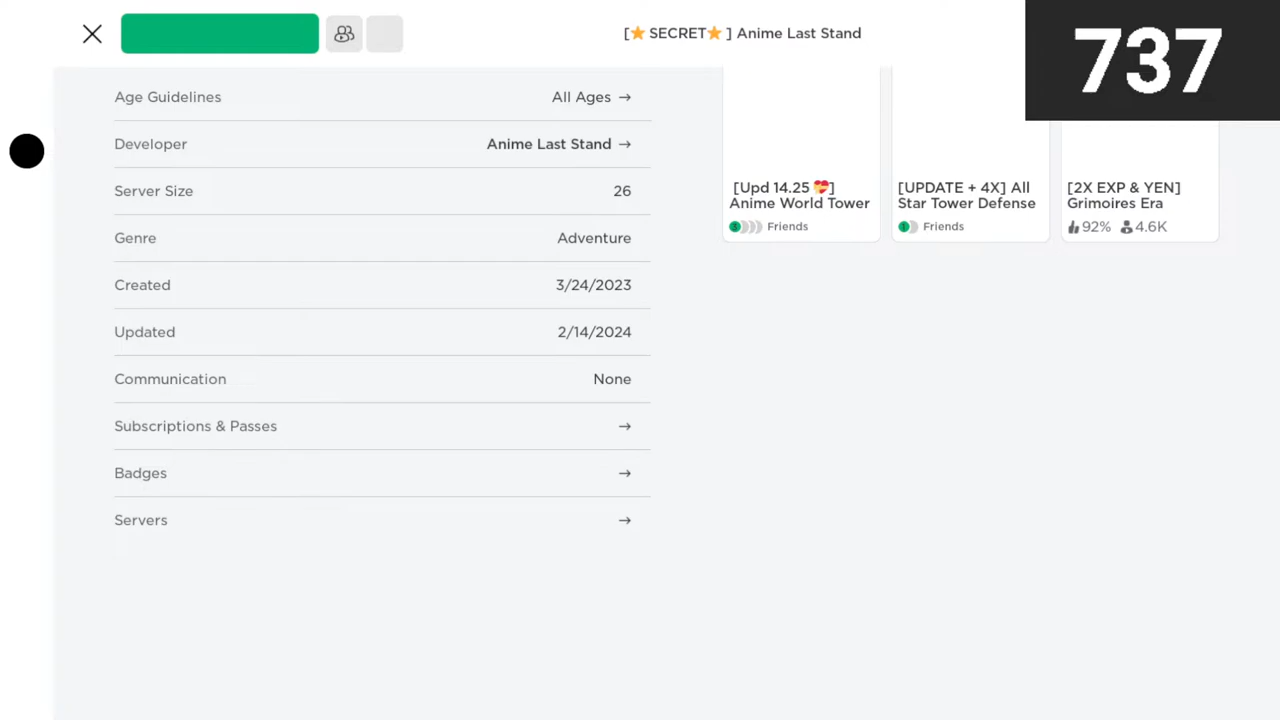 [⭐ SECRET⭐ ] Anime Last Stand
737
Age Guidelines
All Ages →
Developer
Anime Last Stand →
Server Size
26
Genre
Adventure
Created
3/24/2023
Updated
2/14/2024
Communication
None
Subscriptions & Passes →
Badges →
Servers →
[Upd 14.25 💝]
Anime World Tower
3 Friends
[UPDATE + 4X] All
Star Tower Defense
1 Friends
[2X EXP & YEN]
Grimoires Era
92% 4.6K